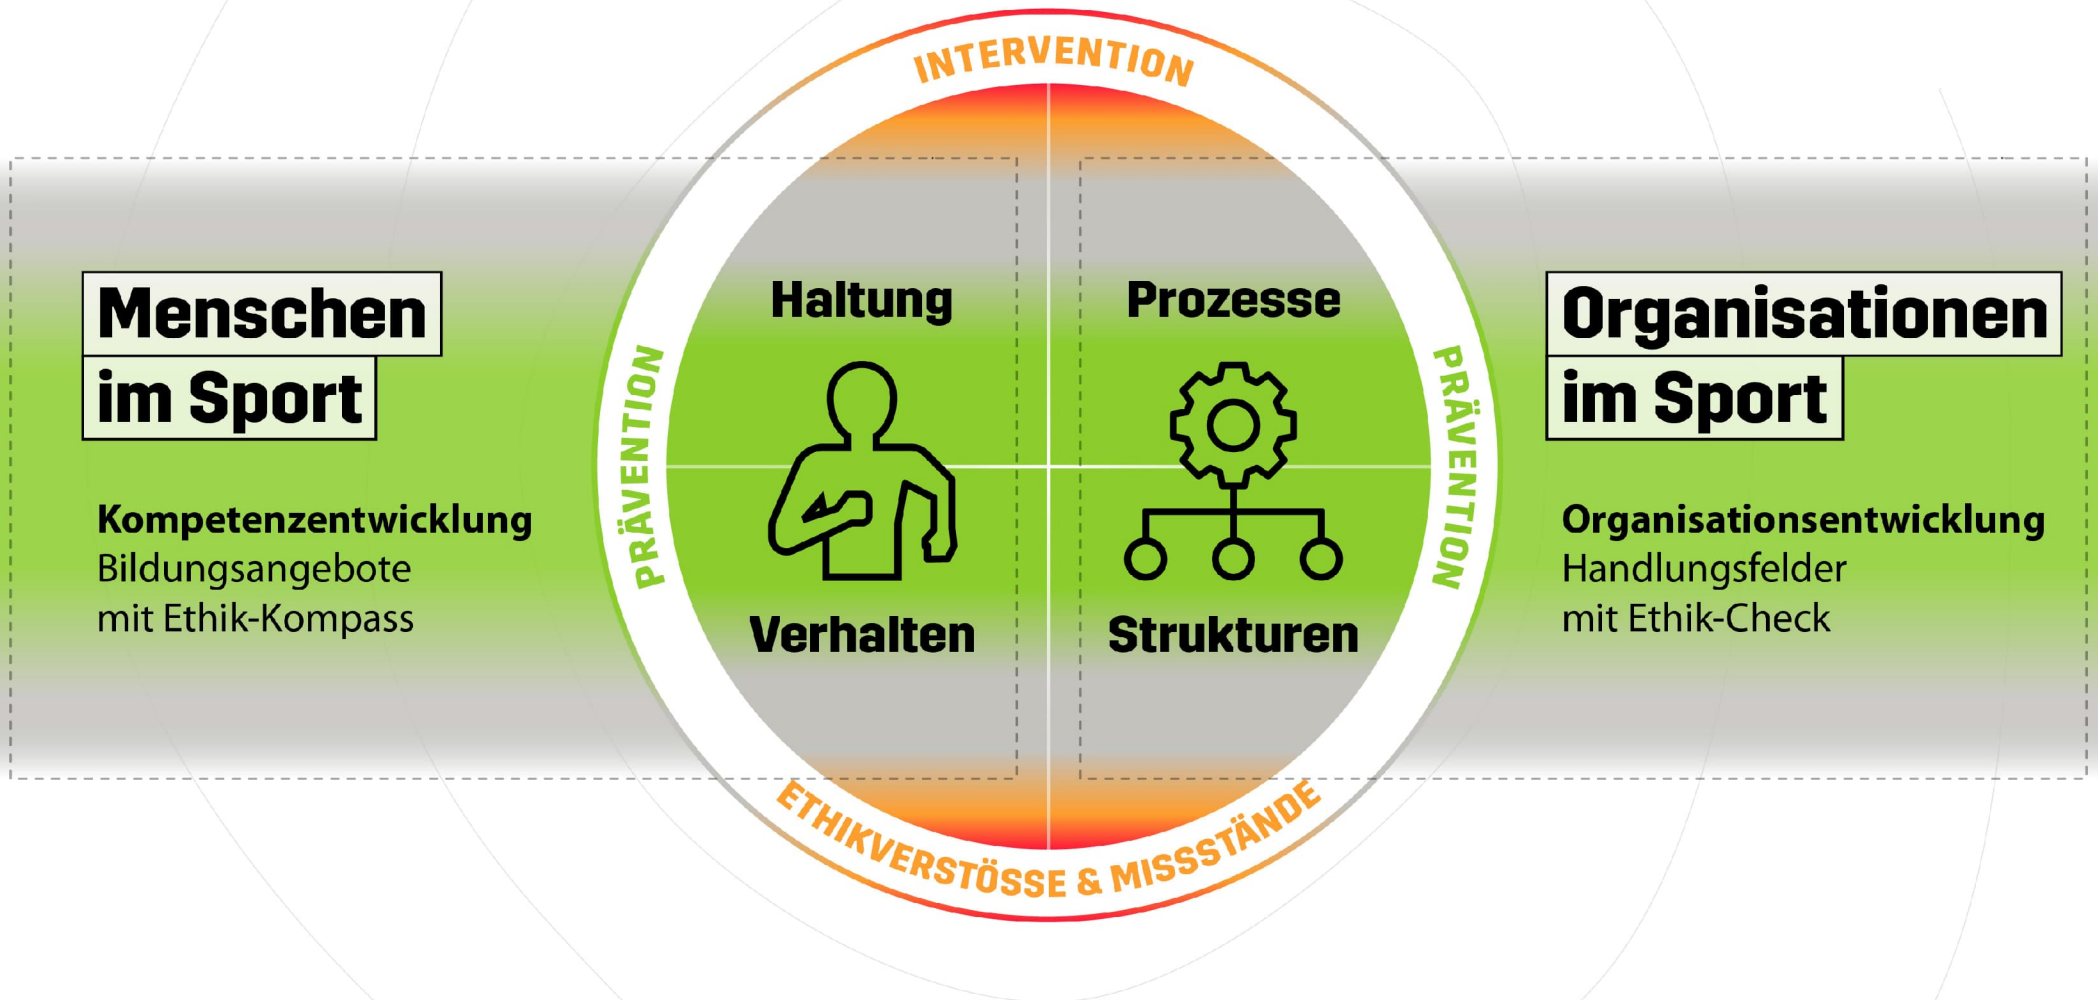 INTERVENTION
Menschen
im Sport
Kompetenzentwicklung
Bildungsangebote
mit Ethik-Kompass
PRÄVENTION
Haltung
Verhalten
Prozesse
Strukturen
PRÄVENTION
Organisationen
im Sport
Organisationsentwicklung
Handlungsfelder
mit Ethik-Check
ETHIKVERSTÖSSE & MISSSTÄNDE